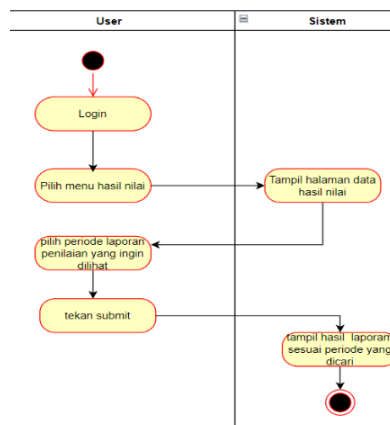 User
Sistem
Login
Pilih menu hasil nilai
Tampil halaman data
hasil nilai
pilih periode laporan
penilaian yang ingin
dilihat
tekan submit
tampil hasil laporan
sesuai periode yang
dicari